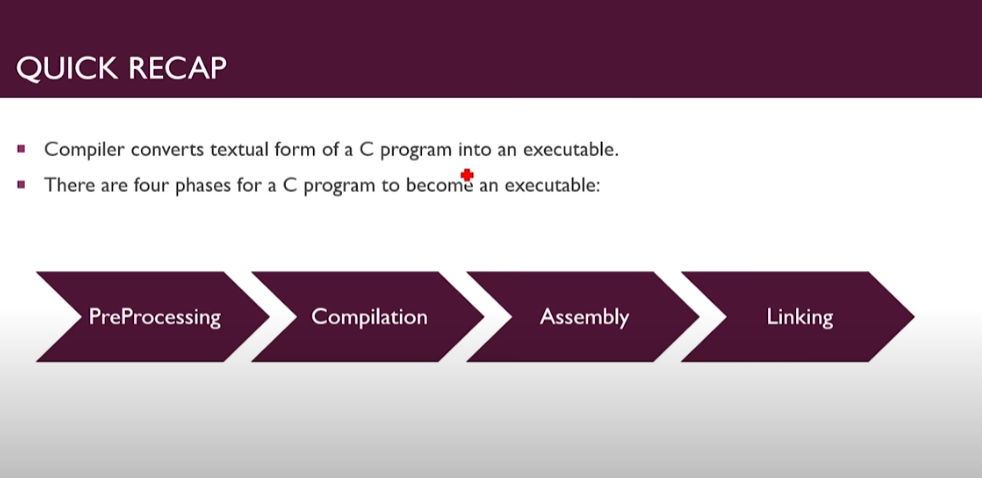 QUICK RECAP
Compiler converts textual form of a C program into an executable.
There are four phases for a C program to become an executable:
PreProcessing
Compilation
Assembly
Linking